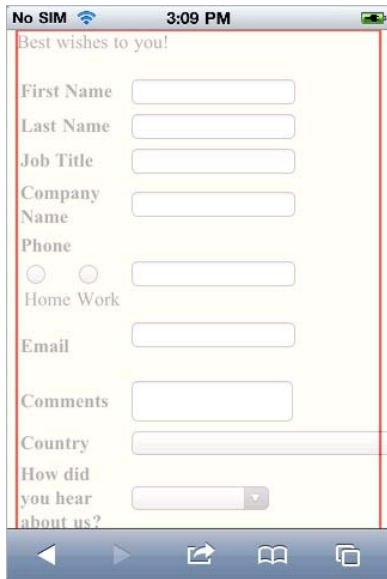 No SIM 3:09 PM
Best wishes to you!
First Name
Last Name
Job Title
Company
Name
Phone
Home Work
Email
Comments
Country
How did
you hear
about us?